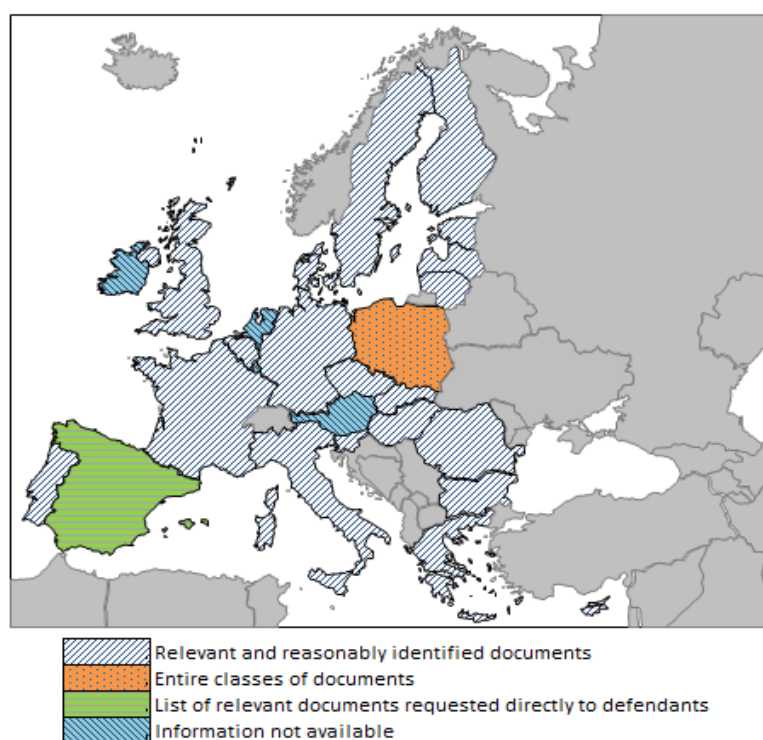 Relevant and reasonably identified documents
Entire classes of documents
List of relevant documents requested directly to defendants
Information not available